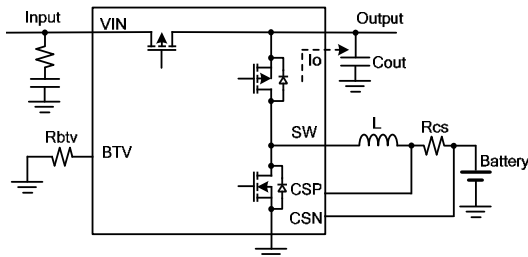 Input
Output
VIN
Io
Cout
Rbtv
BTV
SW
L
Rcs
Battery
CSP
CSN